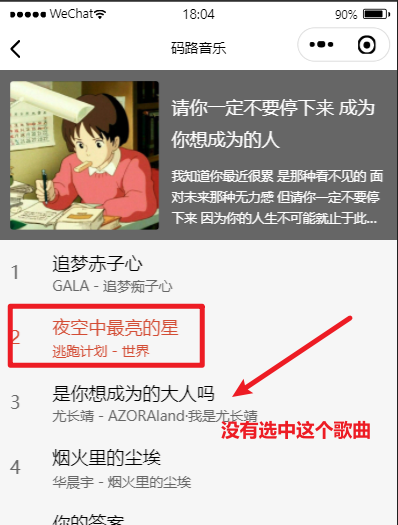 WeChat 18:04 90%
码路音乐
请你一定不要停下来 成为
你想成为的人
我知道你最近很累 是那种看不见的 面
对未来那种无力感 但请你一定不要停
下来 因为你的人生不可能就止于此...
1 追梦赤子心
GALA - 追梦痴子心
2 夜空中最亮的星
逃跑计划 - 世界
3 是你想成为的大人吗
尤长靖 - AZORAland·我是尤长靖
没有选中这个歌曲
4 烟火里的尘埃
华晨宇 - 烟火里的尘埃
你的答案